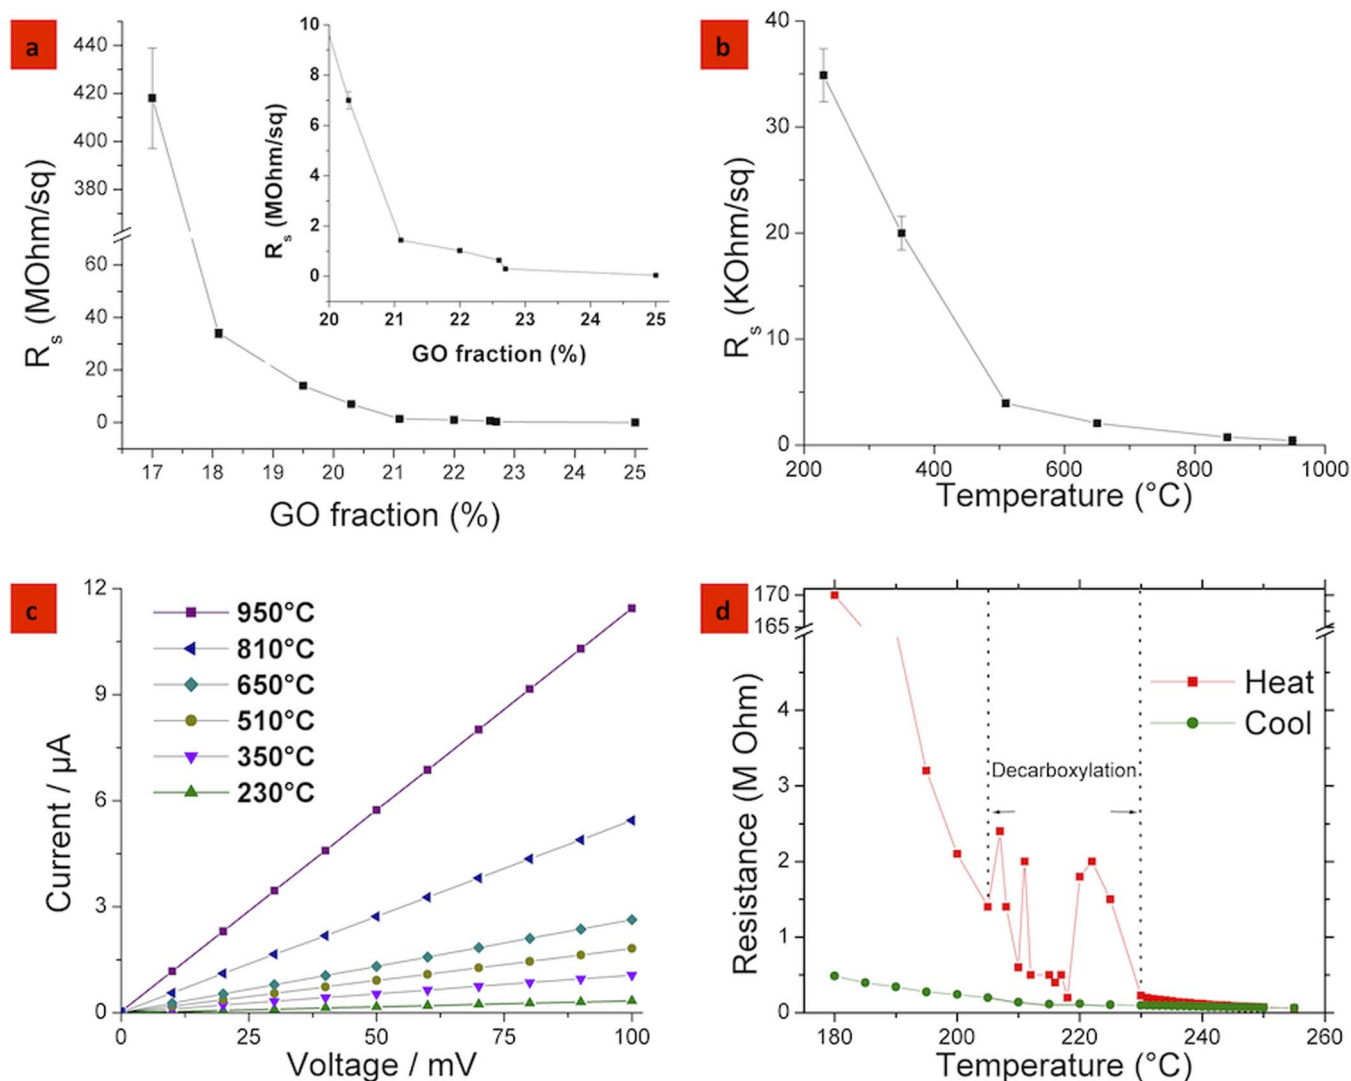 a
440
420
400
380
60
40
20
0
R_s (MOhm/sq)
17 18 19 20 21 22 23 24 25
GO fraction (%)
10
8
6
4
2
0
R_s (MOhm/sq)
20 21 22 23 24 25
GO fraction (%)
b
40
30
20
10
0
R_s (KOhm/sq)
200 400 600 800 1000
Temperature (°C)
c
12
9
6
3
0
Current / µA
950°C
810°C
650°C
510°C
350°C
230°C
0 25 50 75 100
Voltage / mV
d
170
165
4
3
2
1
0
Resistance (M Ohm)
Heat
Cool
Decarboxylation
180 200 220 240 260
Temperature (°C)